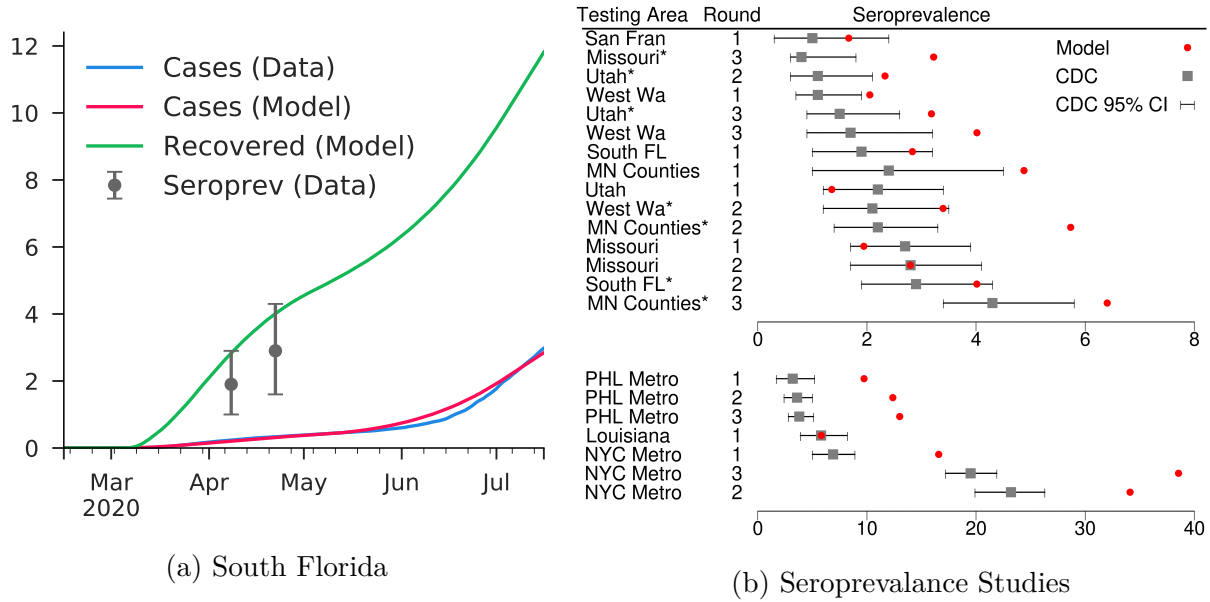 12
10
8
6
4
2
0
Cases (Data)
Cases (Model)
Recovered (Model)
Seroprev (Data)
Mar Apr May Jun Jul
2020
(a) South Florida
Testing Area Round Seroprevalence
San Fran 1
Missouri* 3
Utah* 2
West Wa 1
Utah* 3
West Wa 3
South FL 1
MN Counties 1
Utah 1
West Wa* 2
MN Counties* 2
Missouri 1
Missouri 2
South FL* 2
MN Counties* 3
Model
CDC
CDC 95% CI
0 2 4 6 8
PHL Metro 1
PHL Metro 2
PHL Metro 3
Louisiana 1
NYC Metro 1
NYC Metro 3
NYC Metro 2
0 10 20 30 40
(b) Seroprevalance Studies